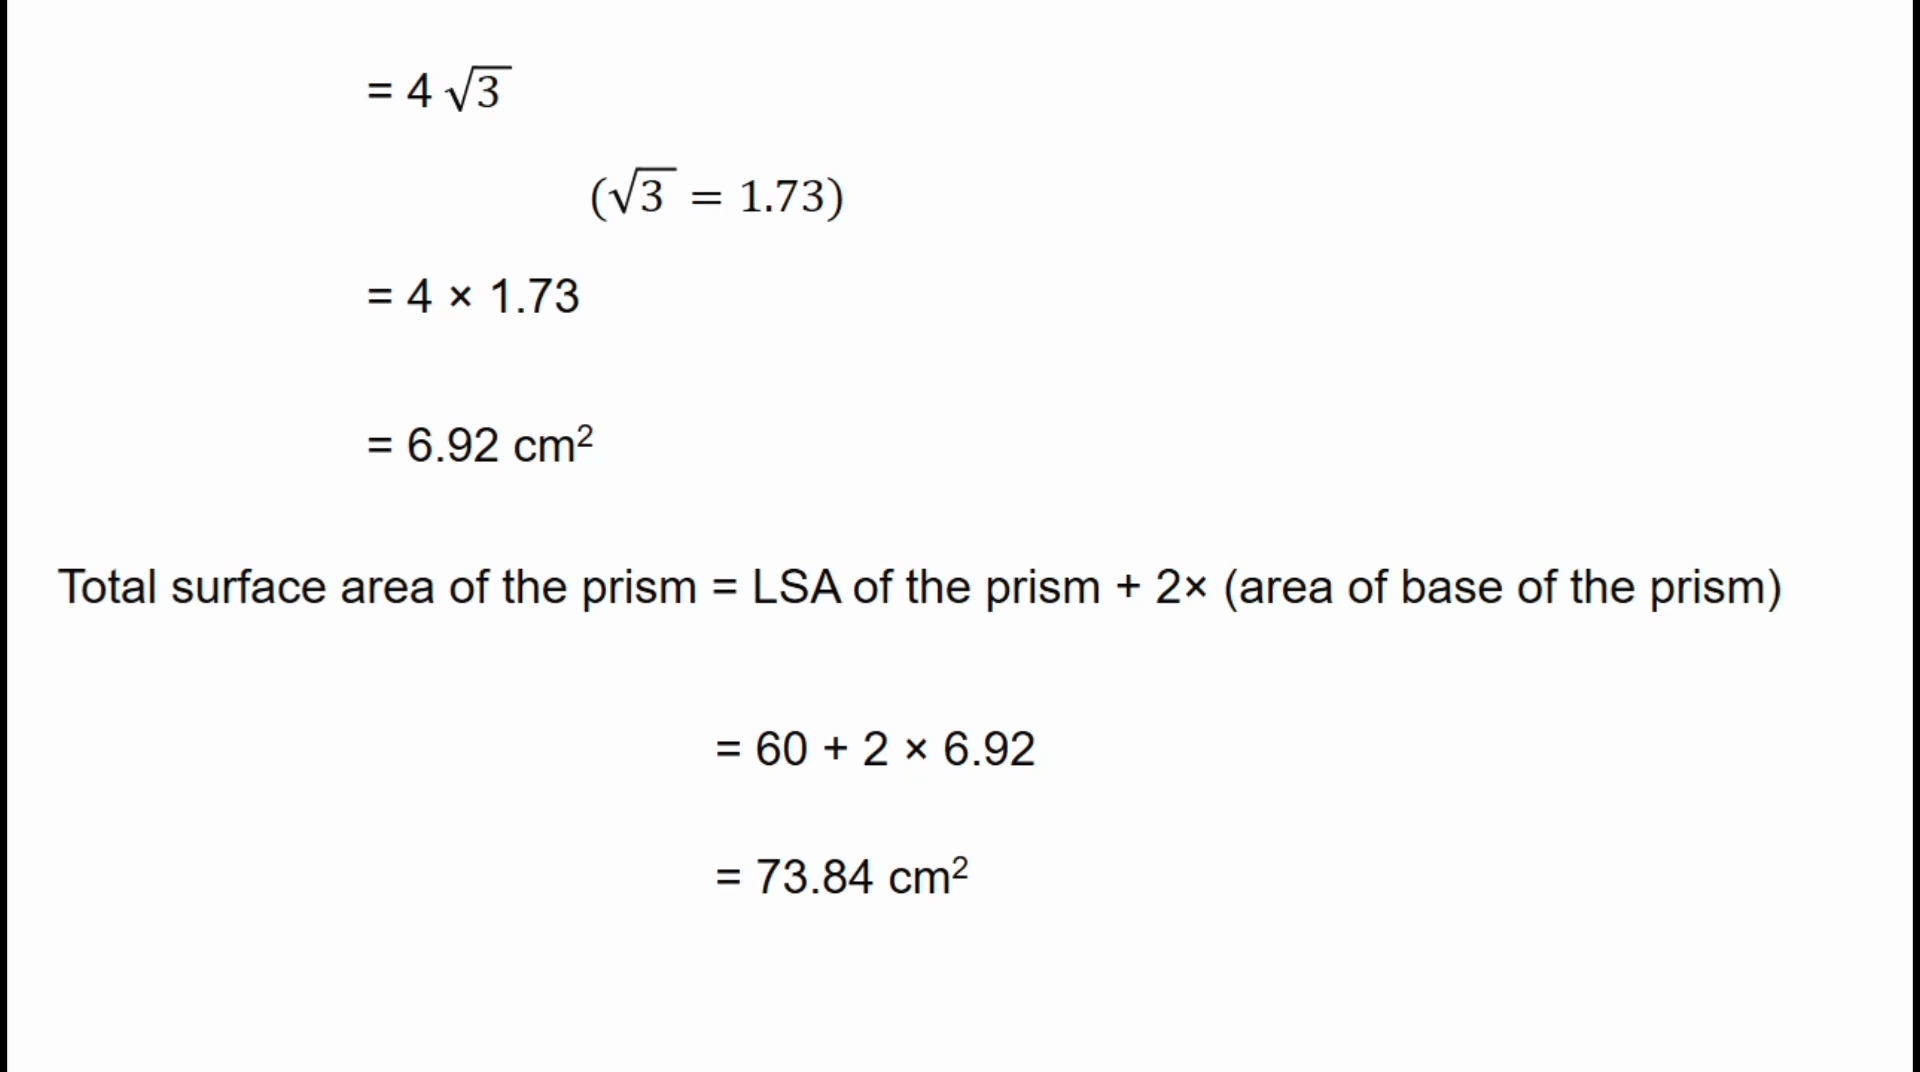 = 4 √3
(√3 = 1.73)
= 4 × 1.73
= 6.92 cm²
Total surface area of the prism = LSA of the prism + 2× (area of base of the prism)
= 60 + 2 × 6.92
= 73.84 cm²